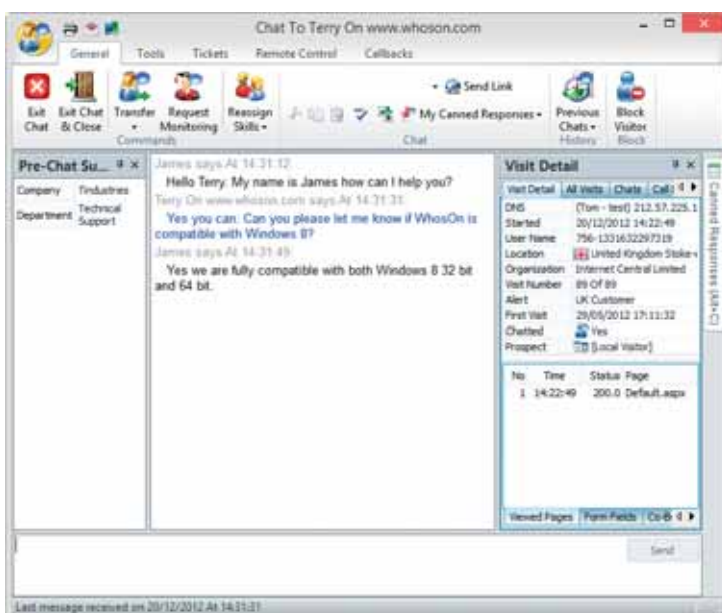 Chat To Terry On www.whoson.com
General Tools Tickets Remote Control Callbacks
Exit Chat
Exit Chat & Close
Transfer
Request Monitoring
Reassign Skills
Commands
Send Link
My Canned Responses
Chat
Previous Chats
History
Block Visitor
Block
Pre-Chat Su...
Company Tindustries
Department Technical Support
James says At 14:31:12
Hello Terry. My name is James how can I help you?
Terry On www.whoson.com says At 14:31:31
Yes you can. Can you please let me know if WhosOn is
compatible with Windows 8?
James says At 14:31:49
Yes we are fully compatible with both Windows 8 32 bit
and 64 bit.
Visit Detail
Visit Detail All Visits Chats Call
DNS (Tom - test) 212.57.225.1
Started 20/12/2012 14:22:49
User Name 756-1331632297319
Location United Kingdom Stoke-
Organization Internet Central Limited
Visit Number 89 Of 89
Alert UK Customer
First Visit 29/05/2012 17:11:32
Chatted Yes
Prospect [Local Visitor]
No Time Status Page
1 14:22:49 200.0 Default.aspx
Viewed Pages Form Fields Co-B
Canned Responses (Alt+C)
Send
Last message received on 20/12/2012 At 14:31:31